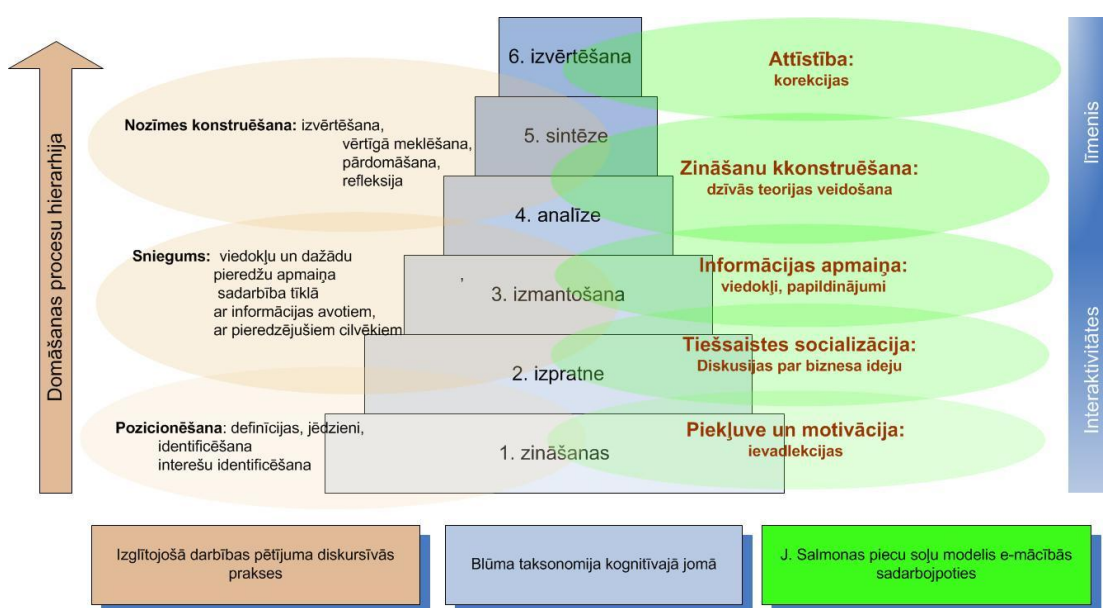 Domāšanas procesu hierarhija
Nozīmes konstruēšana: izvērtēšana,
vērtīgā meklēšana,
pārdomāšana,
refleksija
Sniegums: viedokļu un dažādu
pieredžu apmaiņa
sadarbība tīklā
ar informācijas avotiem,
ar pieredzējušiem cilvēkiem
Pozicionēšana: definīcijas, jēdzieni,
identificēšana
interešu identificēšana
6. izvērtēšana
5. sintēze
4. analīze
,
3. izmantošana
2. izpratne
1. zināšanas
Attīstība:
korekcijas
Zināšanu kkonstruēšana:
dzīvās teorijas veidošana
Informācijas apmaiņa:
viedokļi, papildinājumi
Tiešsaistes socializācija:
Diskusijas par biznesa ideju
Piekļuve un motivācija:
ievadlekcijas
Interaktivitātes līmenis
Izglītojošā darbības pētījuma diskursīvās
prakses
Blūma taksonomija kognitīvajā jomā
J. Salmonas piecu soļu modelis e-mācībās
sadarbojpoties